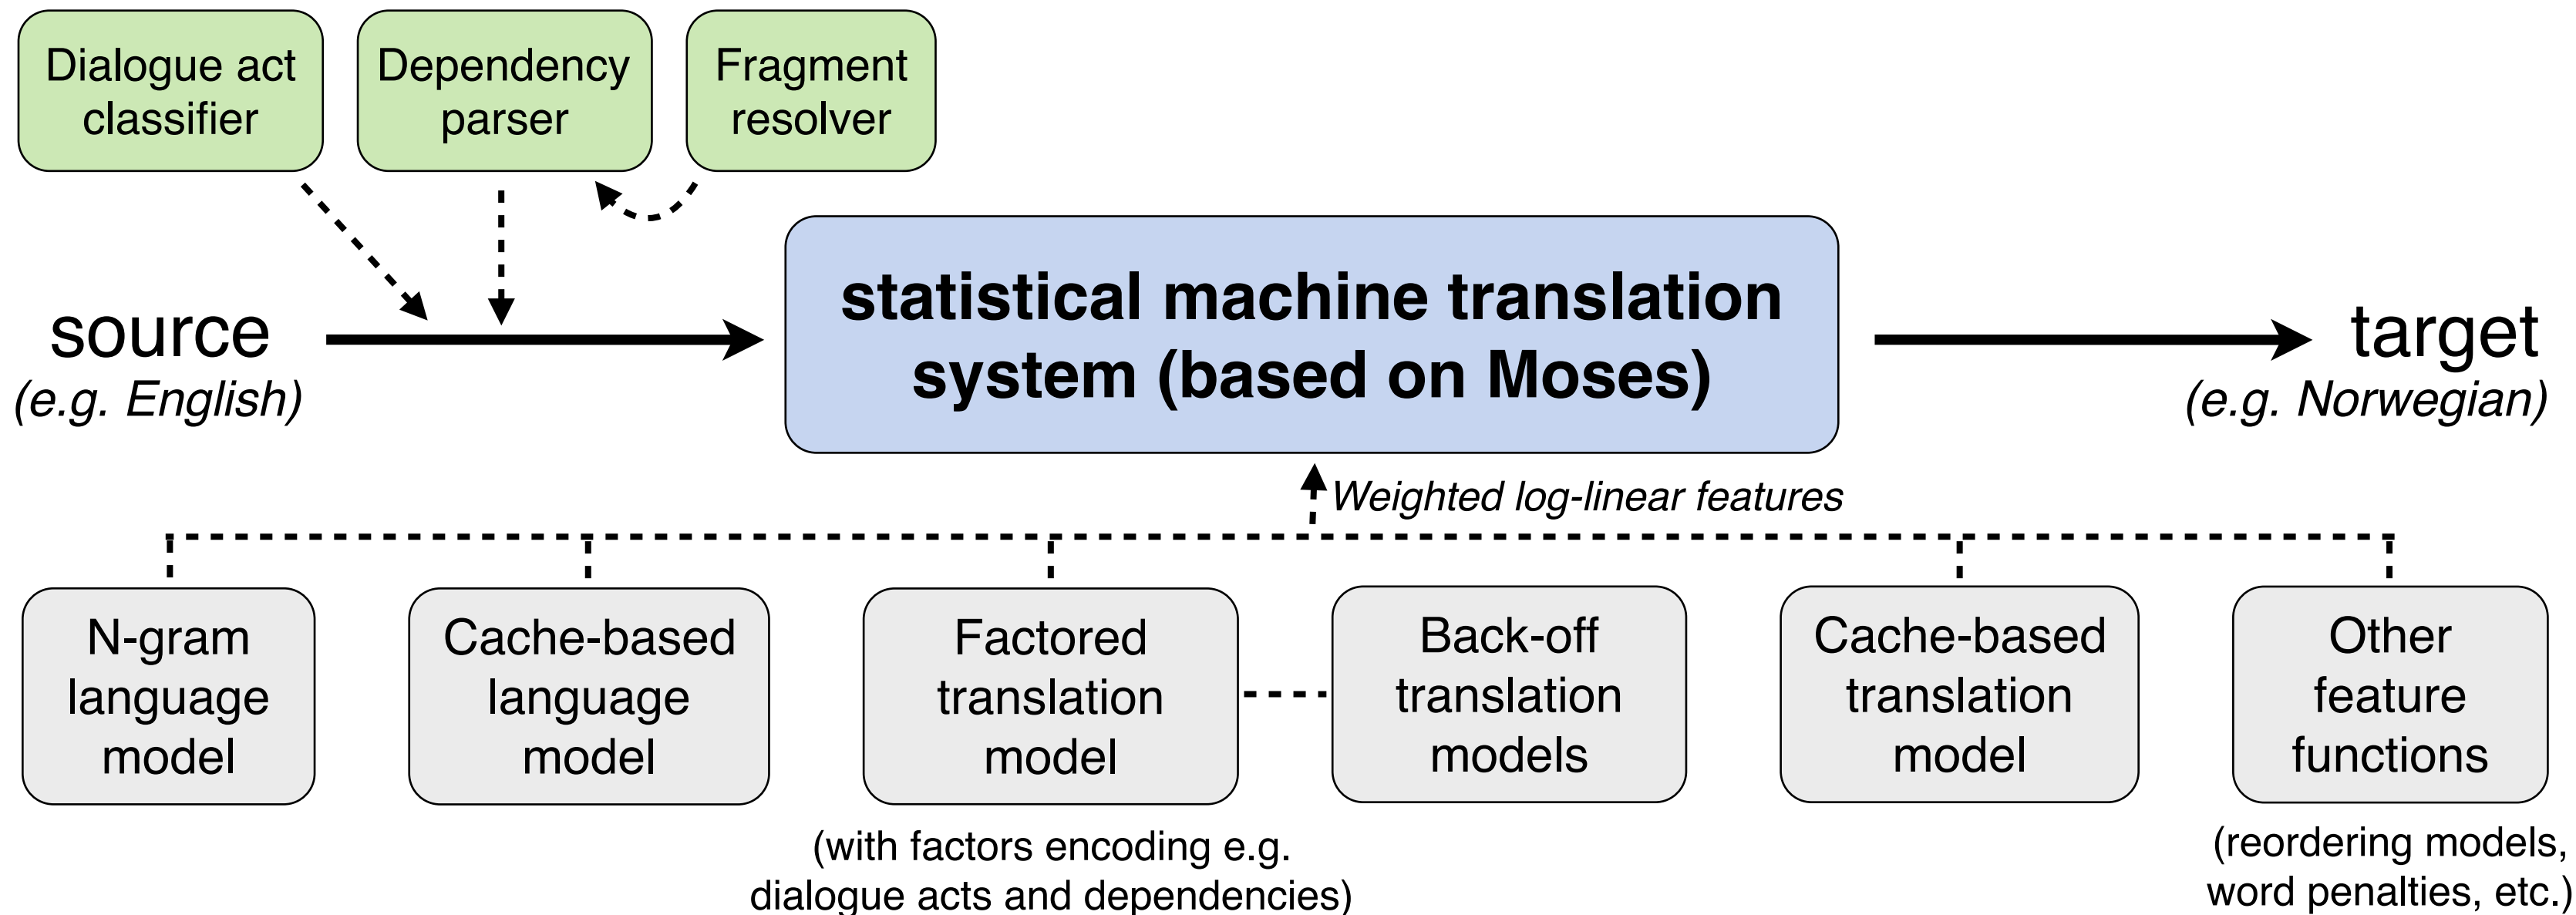 Dialogue act
classifier
Dependency
parser
Fragment
resolver
source
(e.g. English)
statistical machine translation
system (based on Moses)
target
(e.g. Norwegian)
Weighted log-linear features
N-gram
language
model
Cache-based
language
model
Factored
translation
model
Back-off
translation
models
Cache-based
translation
model
Other
feature
functions
(with factors encoding e.g.
dialogue acts and dependencies)
(reordering models,
word penalties, etc.)